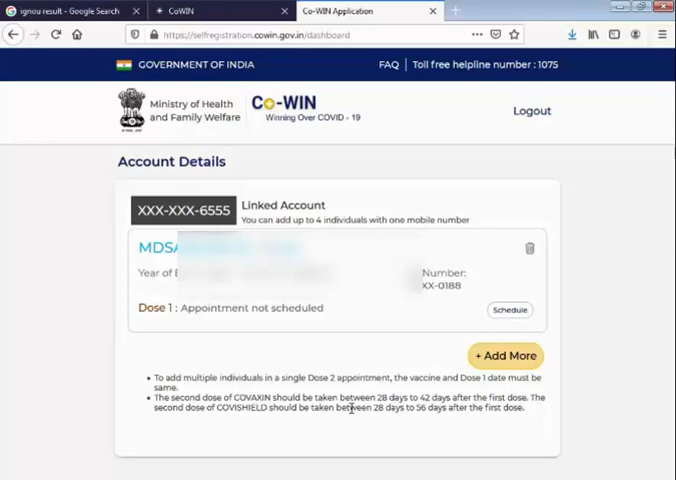 ignou result - Google Search
CoWIN
Co-WIN Application
https://selfregistration.cowin.gov.in/dashboard
GOVERNMENT OF INDIA
FAQ | Toll free helpline number : 1075
Ministry of Health
and Family Welfare
Co-WIN
Winning Over COVID - 19
Logout
Account Details
XXX-XXX-6555
Linked Account
You can add up to 4 individuals with one mobile number
MDSA
Year of
Number:
XX-0188
Dose 1 : Appointment not scheduled
Schedule
+ Add More
• To add multiple individuals in a single Dose 2 appointment, the vaccine and Dose 1 date must be
same.
• The second dose of COVAXIN should be taken between 28 days to 42 days after the first dose. The
second dose of COVISHIELD should be taken between 28 days to 56 days after the first dose.